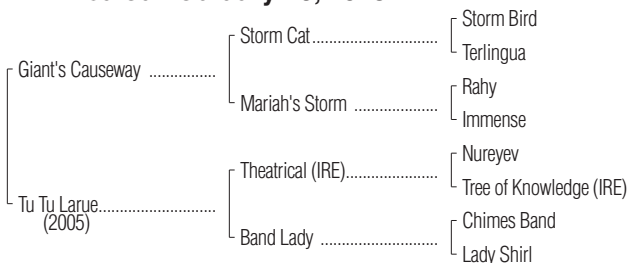 Storm Bird
Storm Cat
Terlingua
Giant's Causeway
Rahy
Mariah's Storm
Immense
Nureyev
Theatrical (IRE)
Tree of Knowledge (IRE)
Tu Tu Larue
(2005)
Chimes Band
Band Lady
Lady Shirl